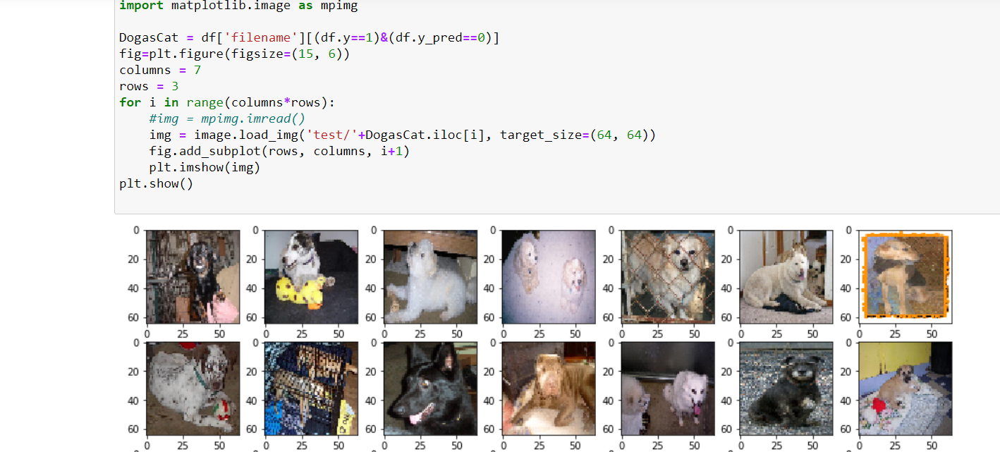 import matplotlib.image as mpimg
DogasCat = df['filename'][(df.y==1)&(df.y_pred==0)]
fig=plt.figure(figsize=(15, 6))
columns = 7
rows = 3
for i in range(columns*rows):
    #img = mpimg.imread()
    img = image.load_img('test/'+DogasCat.iloc[i], target_size=(64, 64))
    fig.add_subplot(rows, columns, i+1)
    plt.imshow(img)
plt.show()
0 0 0 0 0 0 0
20 20 20 20 20 20 20
40 40 40 40 40 40 40
60 60 60 60 60 60 60
0 25 50 0 25 50 0 25 50 0 25 50 0 25 50 0 25 50 0 25 50
0 0 0 0 0 0 0
20 20 20 20 20 20 20
40 40 40 40 40 40 40
60 60 60 60 60 60 60
0 25 50 0 25 50 0 25 50 0 25 50 0 25 50 0 25 50 0 25 50